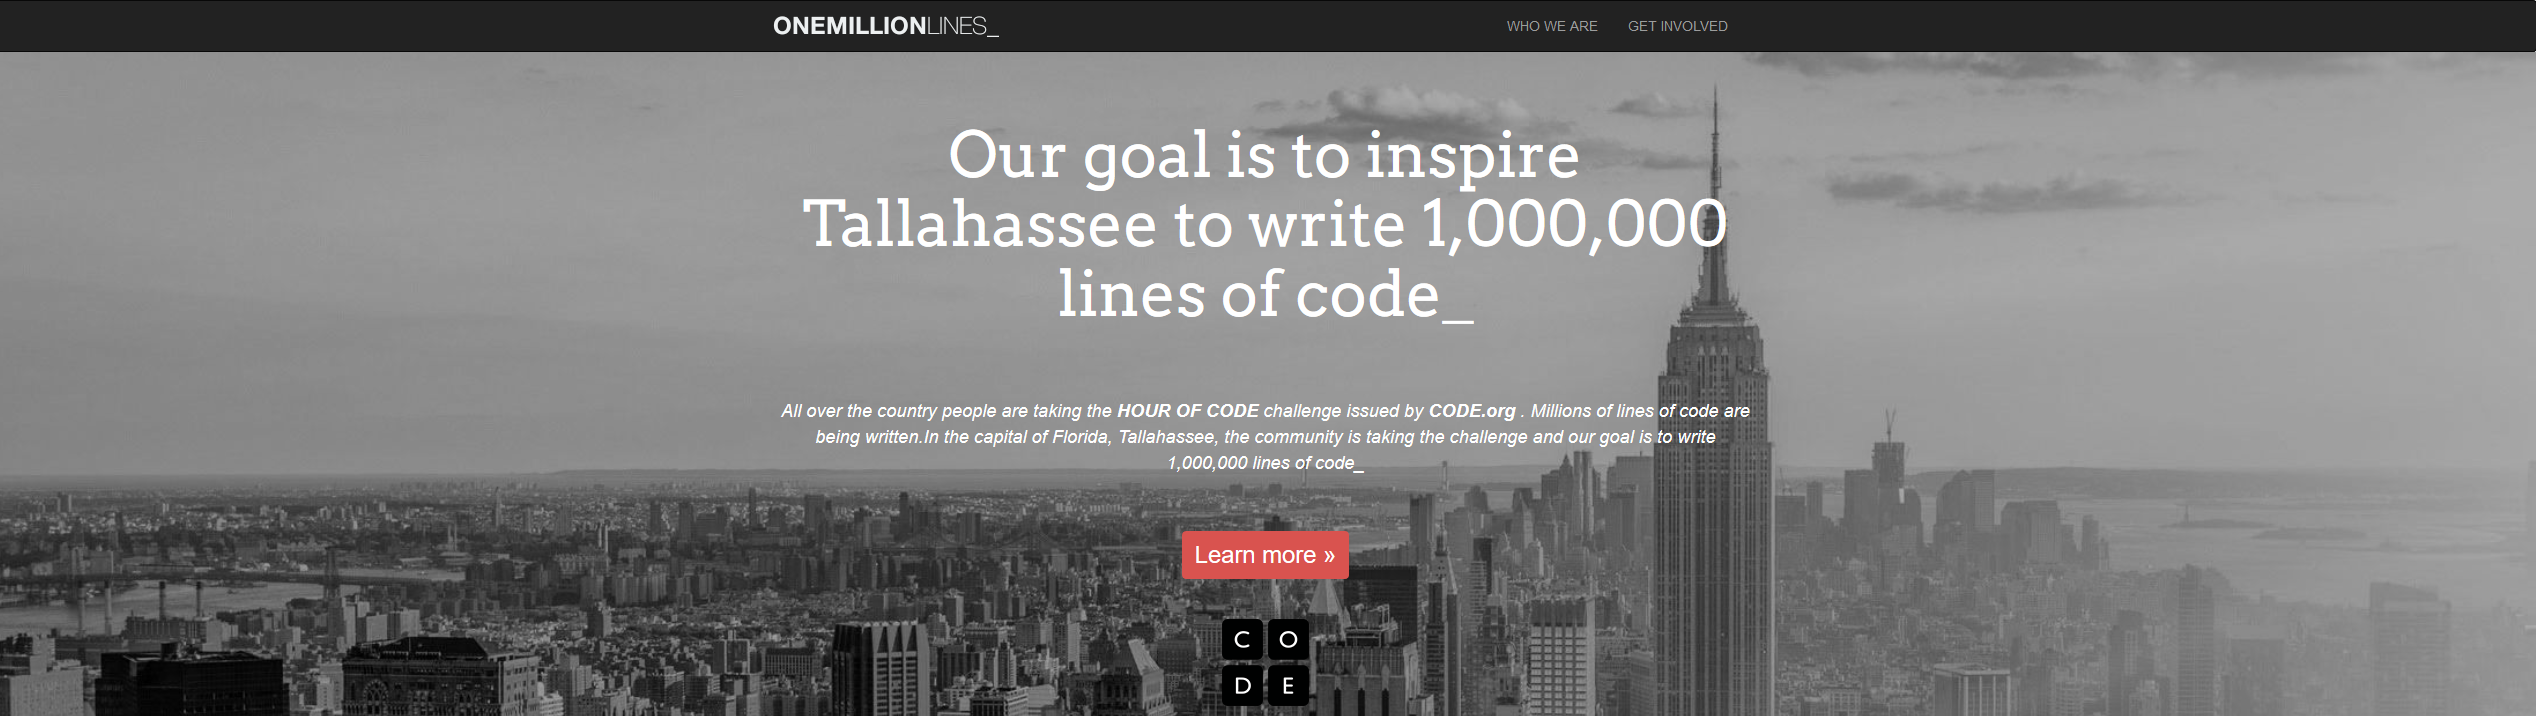 ONEMILLIONLINES_
WHO WE ARE
GET INVOLVED
Our goal is to inspire
Tallahassee to write 1,000,000
lines of code_
All over the country people are taking the HOUR OF CODE challenge issued by CODE.org . Millions of lines of code are
being written.In the capital of Florida, Tallahassee, the community is taking the challenge and our goal is to write
1,000,000 lines of code_
Learn more »
C O
D E